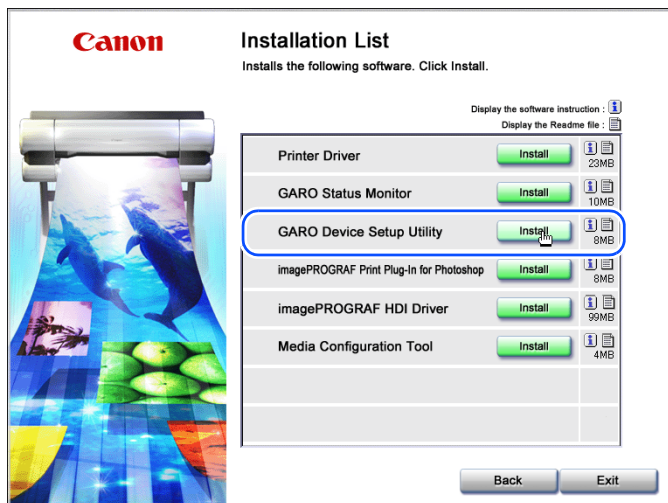 Canon
Installation List
Installs the following software. Click Install.
Display the software instruction :
Display the Readme file :
Printer Driver Install 23MB
GARO Status Monitor Install 10MB
GARO Device Setup Utility Install 8MB
imagePROGRAF Print Plug-In for Photoshop Install 8MB
imagePROGRAF HDI Driver Install 99MB
Media Configuration Tool Install 4MB
Back Exit